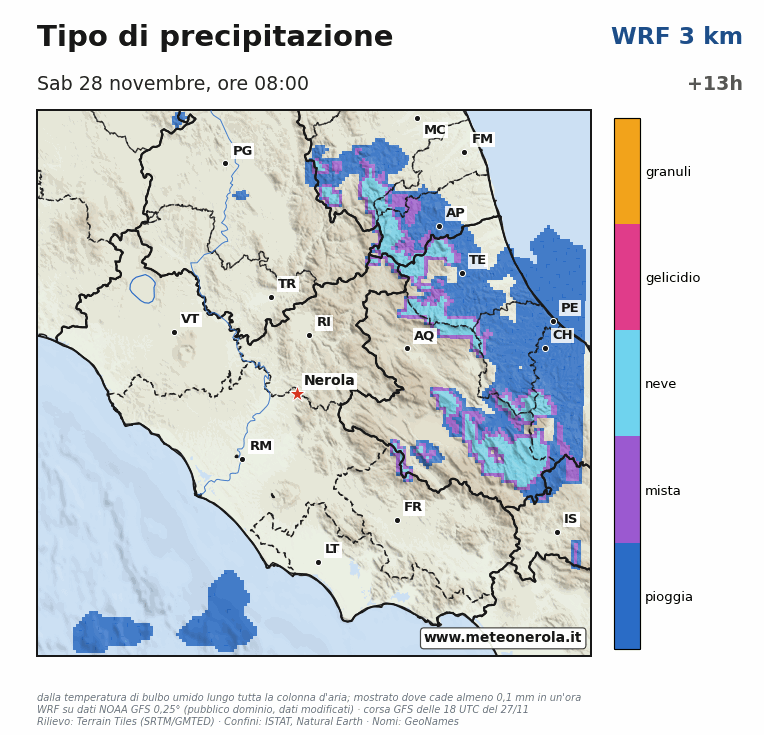 Tipo di precipitazione
WRF 3 km
Sab 28 novembre, ore 08:00
+13h
MC
FM
PG
AP
TE
TR
PE
VT
RI
CH
AQ
Nerola
RM
FR
IS
LT
www.meteonerola.it
granuli
gelicidio
neve
mista
pioggia
dalla temperatura di bulbo umido lungo tutta la colonna d'aria; mostrato dove cade almeno 0,1 mm in un'ora
WRF su dati NOAA GFS 0,25° (pubblico dominio, dati modificati) · corsa GFS delle 18 UTC del 27/11
Rilievo: Terrain Tiles (SRTM/GMTED) · Confini: ISTAT, Natural Earth · Nomi: GeoNames